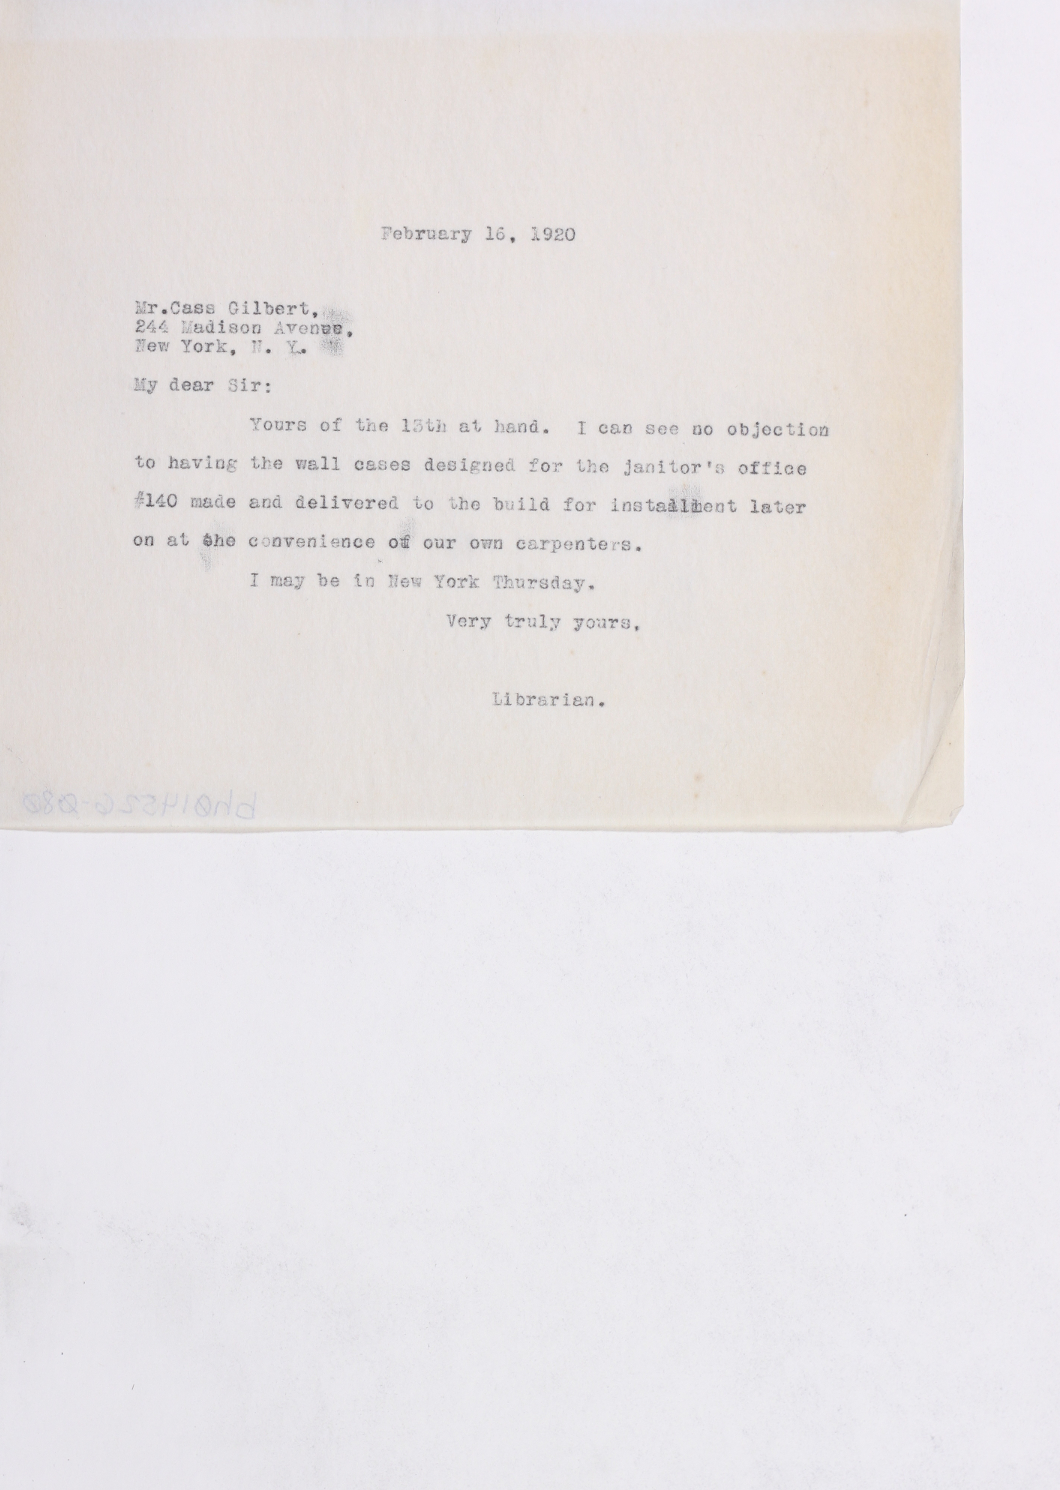 February 16, 1920
Mr.Cass Gilbert,
244 Madison Avenue,
New York, N. Y.
My dear Sir:
Yours of the 13th at hand. I can see no objection
to having the wall cases designed for the janitor's office
#140 made and delivered to the build for installment later
on at the convenience of our own carpenters.
I may be in New York Thursday.
Very truly yours,
Librarian.
bh014526-080